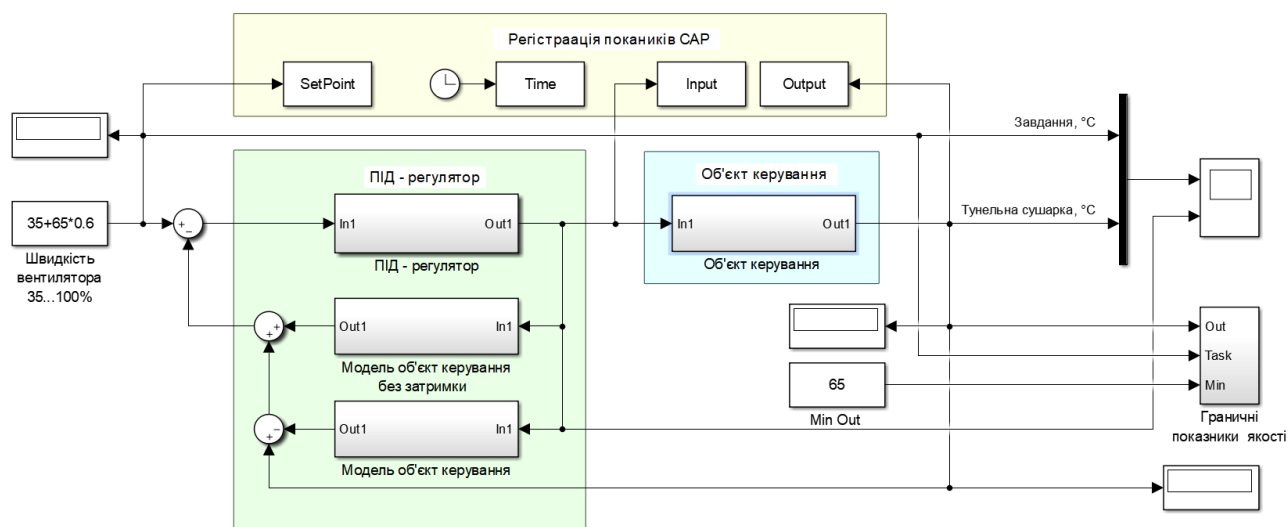 Регістраація покаників САР
SetPoint
Time
Input
Output
Завдання, °C
ПІД - регулятор
Об'єкт керування
35+65*0.6
In1
Out1
In1
Out1
Тунельна сушарка, °C
Швидкість
вентилятора
35...100%
ПІД - регулятор
Об'єкт керування
Out1
In1
Out
Модель об'єкт керування
без затримки
Task
65
Min
Min Out
Out1
In1
Граничні
показники якості
Модель об'єкт керування